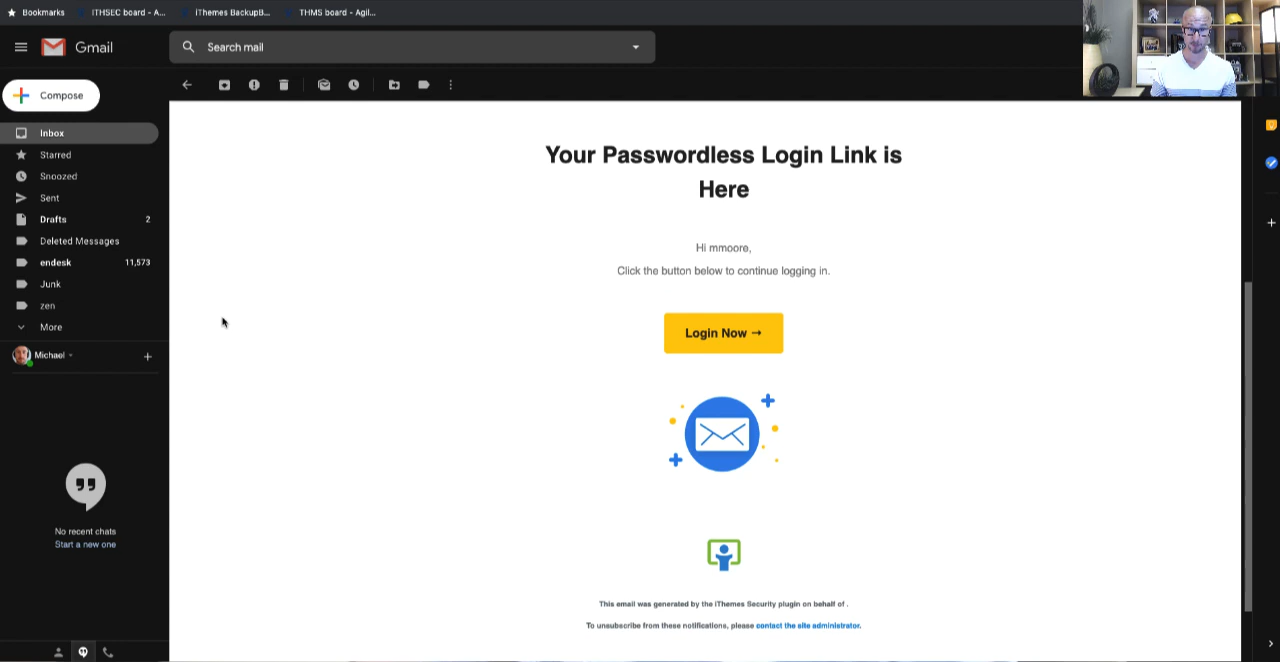 Bookmarks
iTHSEC board - A...
iThemes BackupB...
THMS board - Agil...
Gmail
Search mail
Compose
Inbox
Starred
Snoozed
Sent
Drafts 2
Deleted Messages
endesk 11,573
Junk
zen
More
Michael
No recent chats
Start a new one
Your Passwordless Login Link is
Here
Hi mmoore,
Click the button below to continue logging in.
Login Now →
This email was generated by the iThemes Security plugin on behalf of .
To unsubscribe from these notifications, please contact the site administrator.